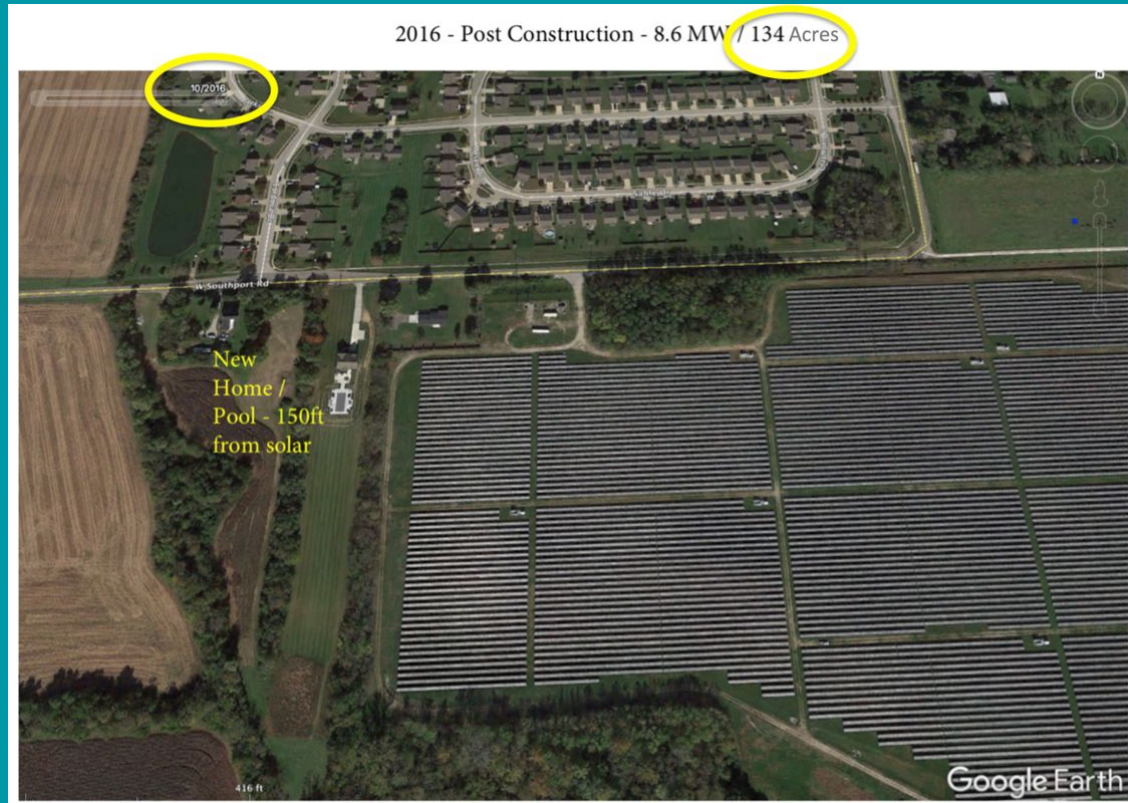 2016 - Post Construction - 8.6 MW / 134 Acres
10/2016
N
W Southport Rd
New
Home /
Pool - 150ft
from solar
416 ft
Google Earth